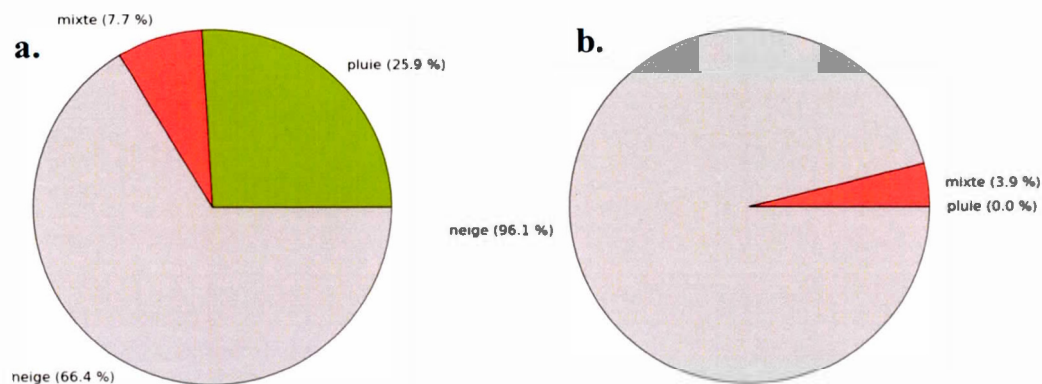 a.
mixte (7.7 %)
pluie (25.9 %)
neige (66.4 %)
b.
mixte (3.9 %)
pluie (0.0 %)
neige (96.1 %)